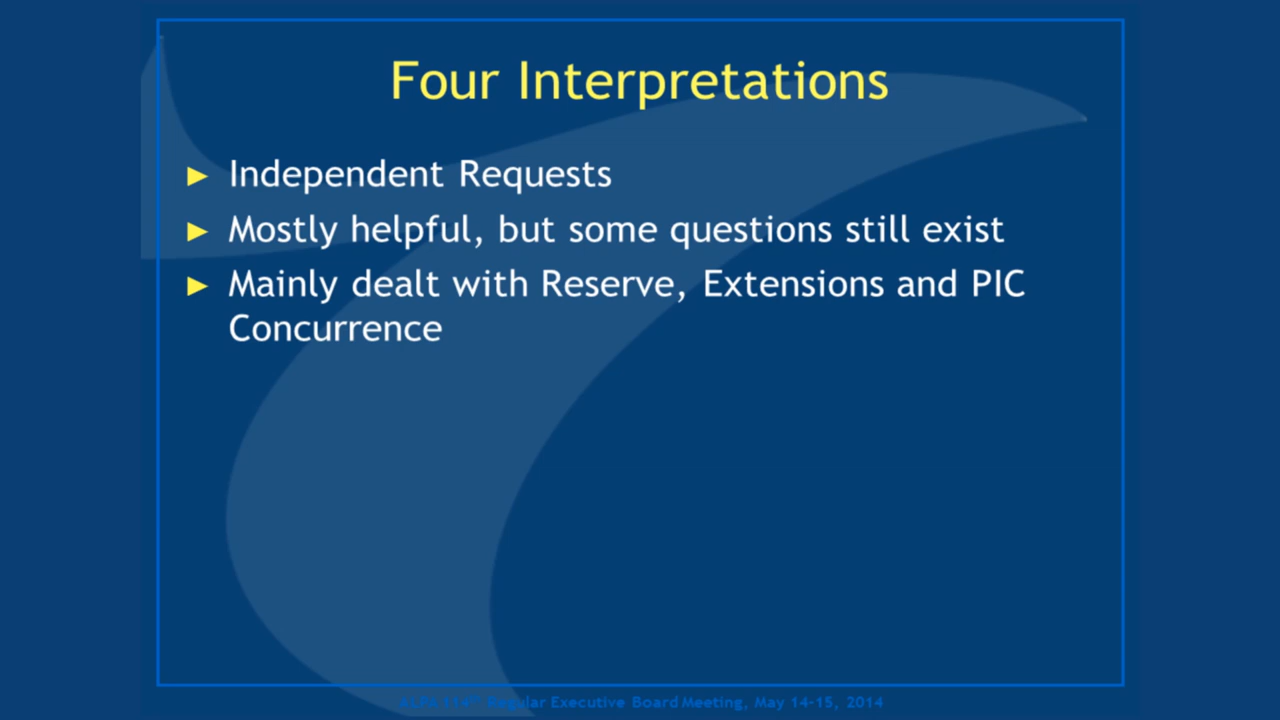 Four Interpretations
► Independent Requests
► Mostly helpful, but some questions still exist
► Mainly dealt with Reserve, Extensions and PIC
Concurrence
Regular Executive Board Meeting, May 14-15, 2014